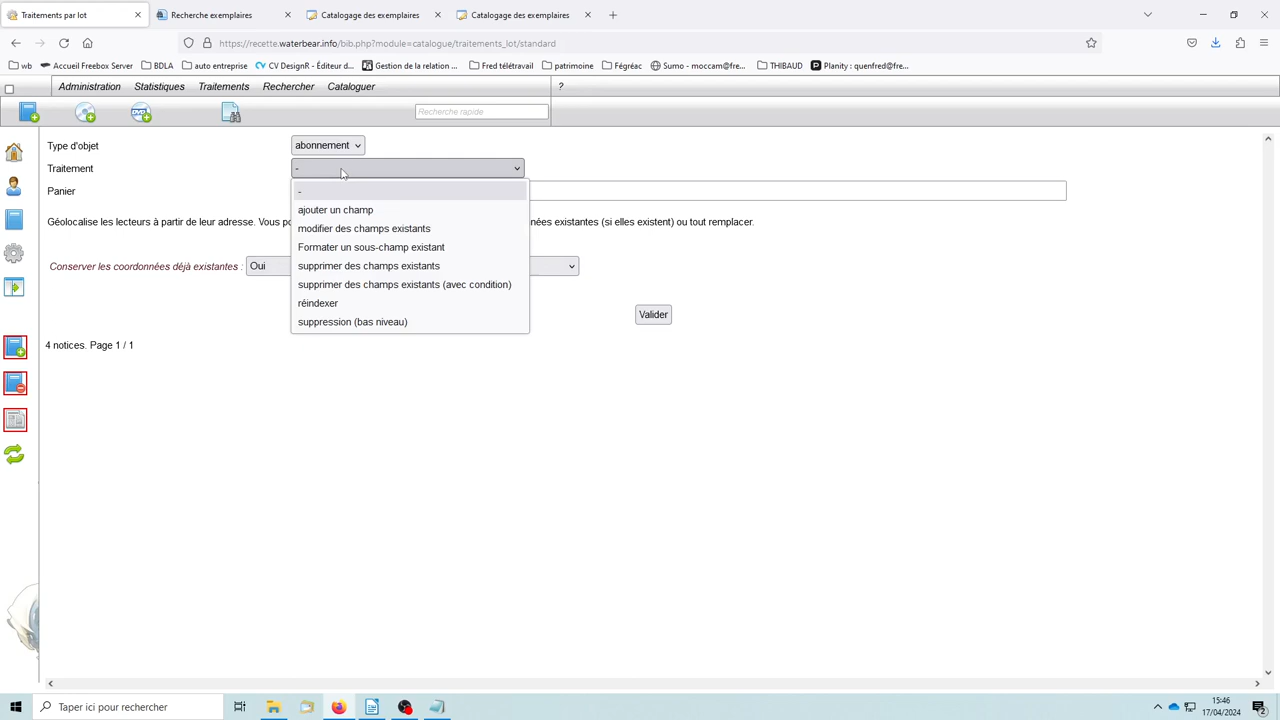 Traitements par lot
Recherche exemplaires
Catalogage des exemplaires
Catalogage des exemplaires
https://recette.waterbear.info/bib.php?module=catalogue/traitements_lot/standard
wb
Accueil Freebox Server
BDLA
auto entreprise
CV DesignR - Éditeur d...
Gestion de la relation ...
Fred télétravail
patrimoine
Fégréac
Sumo - moccam@fre...
THIBAUD
Planity : quenfred@fre...
Administration
Statistiques
Traitements
Rechercher
Cataloguer
?
Recherche rapide
Type d'objet
abonnement
Traitement
-
Panier
-
ajouter un champ
modifier des champs existants
Formater un sous-champ existant
supprimer des champs existants
supprimer des champs existants (avec condition)
réindexer
suppression (bas niveau)
Géolocalise les lecteurs à partir de leur adresse. Vous po
nnées existantes (si elles existent) ou tout remplacer.
Conserver les coordonnées déjà existantes :
Oui
Valider
4 notices. Page 1 / 1
Taper ici pour rechercher
15:46
17/04/2024
2